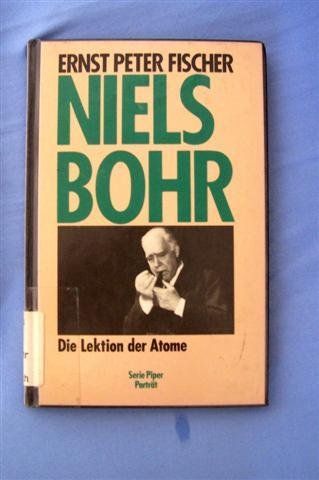 ERNST PETER FISCHER
NIELS
BOHR
Die Lektion der Atome
Serie Piper
Porträt